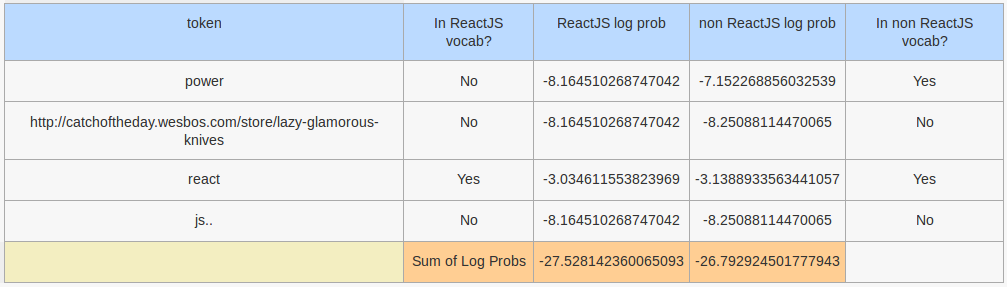 token In ReactJS vocab? ReactJS log prob non ReactJS log prob In non ReactJS vocab?
power No -8.164510268747042 -7.152268856032539 Yes
http://catchoftheday.wesbos.com/store/lazy-glamorous-knives No -8.164510268747042 -8.25088114470065 No
react Yes -3.034611553823969 -3.1388933563441057 Yes
js.. No -8.164510268747042 -8.25088114470065 No
Sum of Log Probs -27.528142360065093 -26.792924501777943